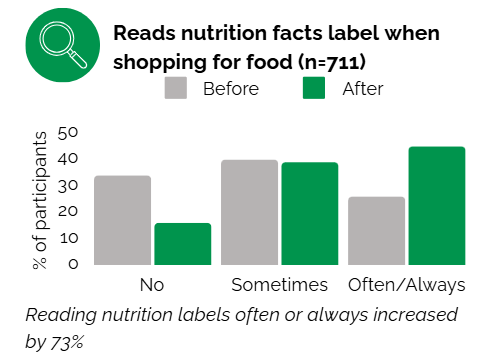 Reads nutrition facts label when
shopping for food (n=711)
Before After
% of participants
50
40
30
20
10
0
No Sometimes Often/Always
Reading nutrition labels often or always increased
by 73%